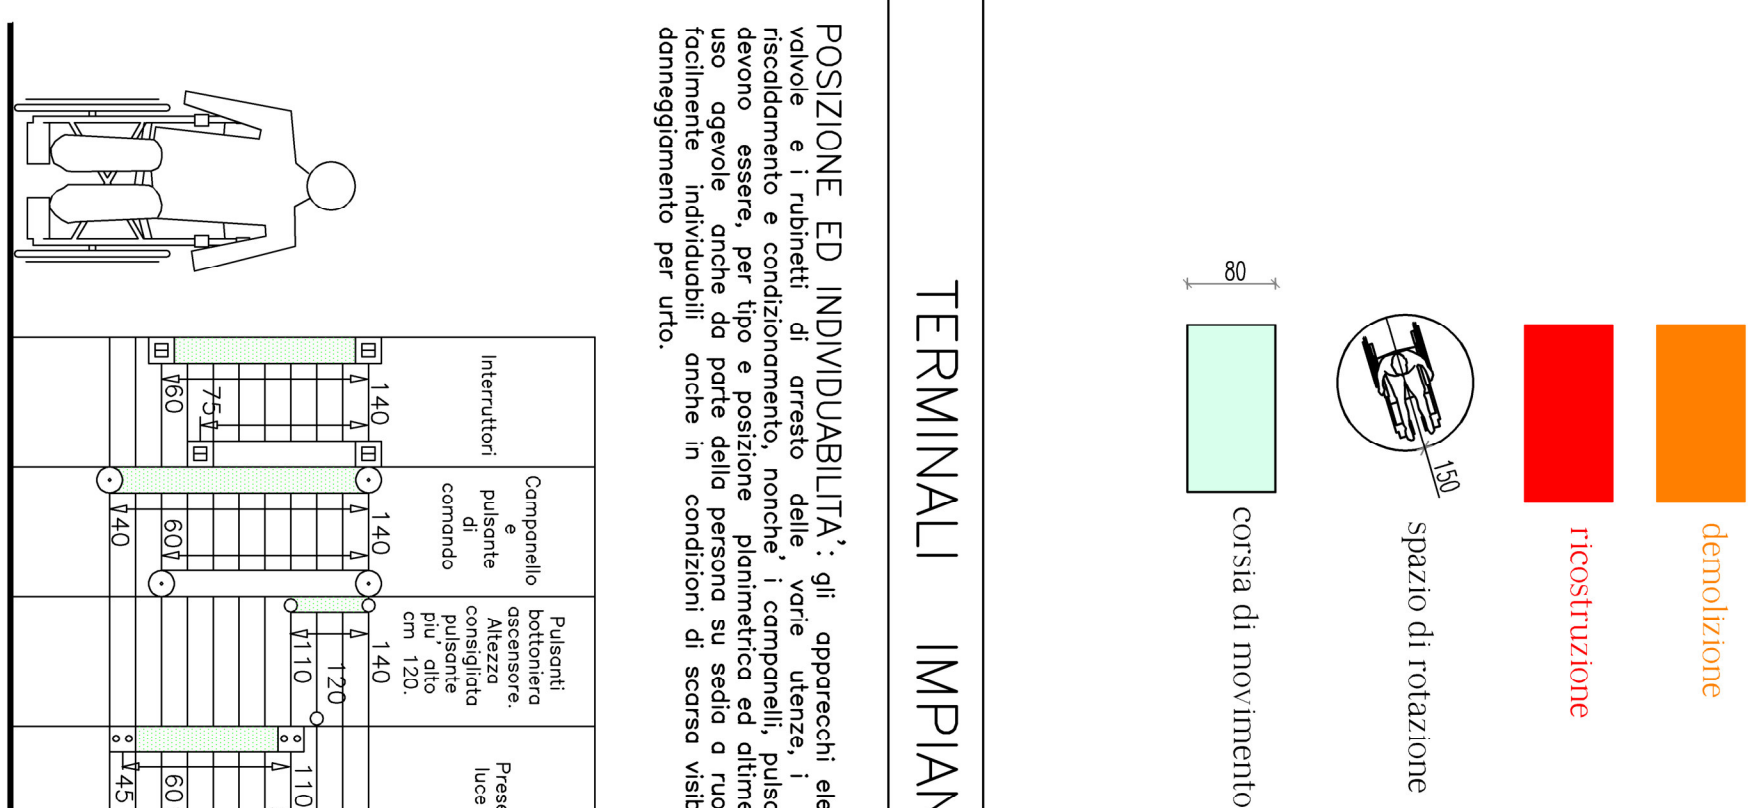 demolizione
ricostruzione
150
spazio di rotazione
80
corsia di movimento
TERMINALI IMPIAN
POSIZIONE ED INDIVIDUABILITA': gli apparecchi ele
valvole e i rubinetti di arresto delle varie utenze, i
riscaldamento e condizionamento, nonche' i campanelli, pulsa
devono essere, per tipo e posizione planimetrica ed altime
uso agevole anche da parte della persona su sedia a ruo
facilmente individuabili anche in condizioni di scarsa visib
danneggiamento per urto.
Interruttori
140
75
60
Campanello
e
pulsante
di
comando
140
60
40
Pulsanti
bottoniera
ascensore.
Altezza
consigliata
pulsante
piu' alto
cm 120.
140
120
110
Prese
luce
110
60
45